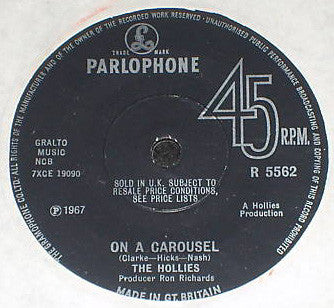 THE GRAMOPHONE CO. LTD. ALL RIGHTS OF THE MANUFACTURER AND OF THE OWNER OF THE RECORDED WORK RESERVED. UNAUTHORISED PUBLIC PERFORMANCE BROADCASTING AND COPYING OF THIS RECORD PROHIBITED
TRADE MARK
PARLOPHONE
45
R.P.M.
GRALTO
MUSIC
NCB
7XCE 19090
SOLD IN U.K. SUBJECT TO
RESALE PRICE CONDITIONS,
SEE PRICE LISTS
R 5562
A Hollies
Production
℗ 1967
ON A CAROUSEL
(Clarke—Hicks—Nash)
THE HOLLIES
Producer Ron Richards
MADE IN GT. BRITAIN